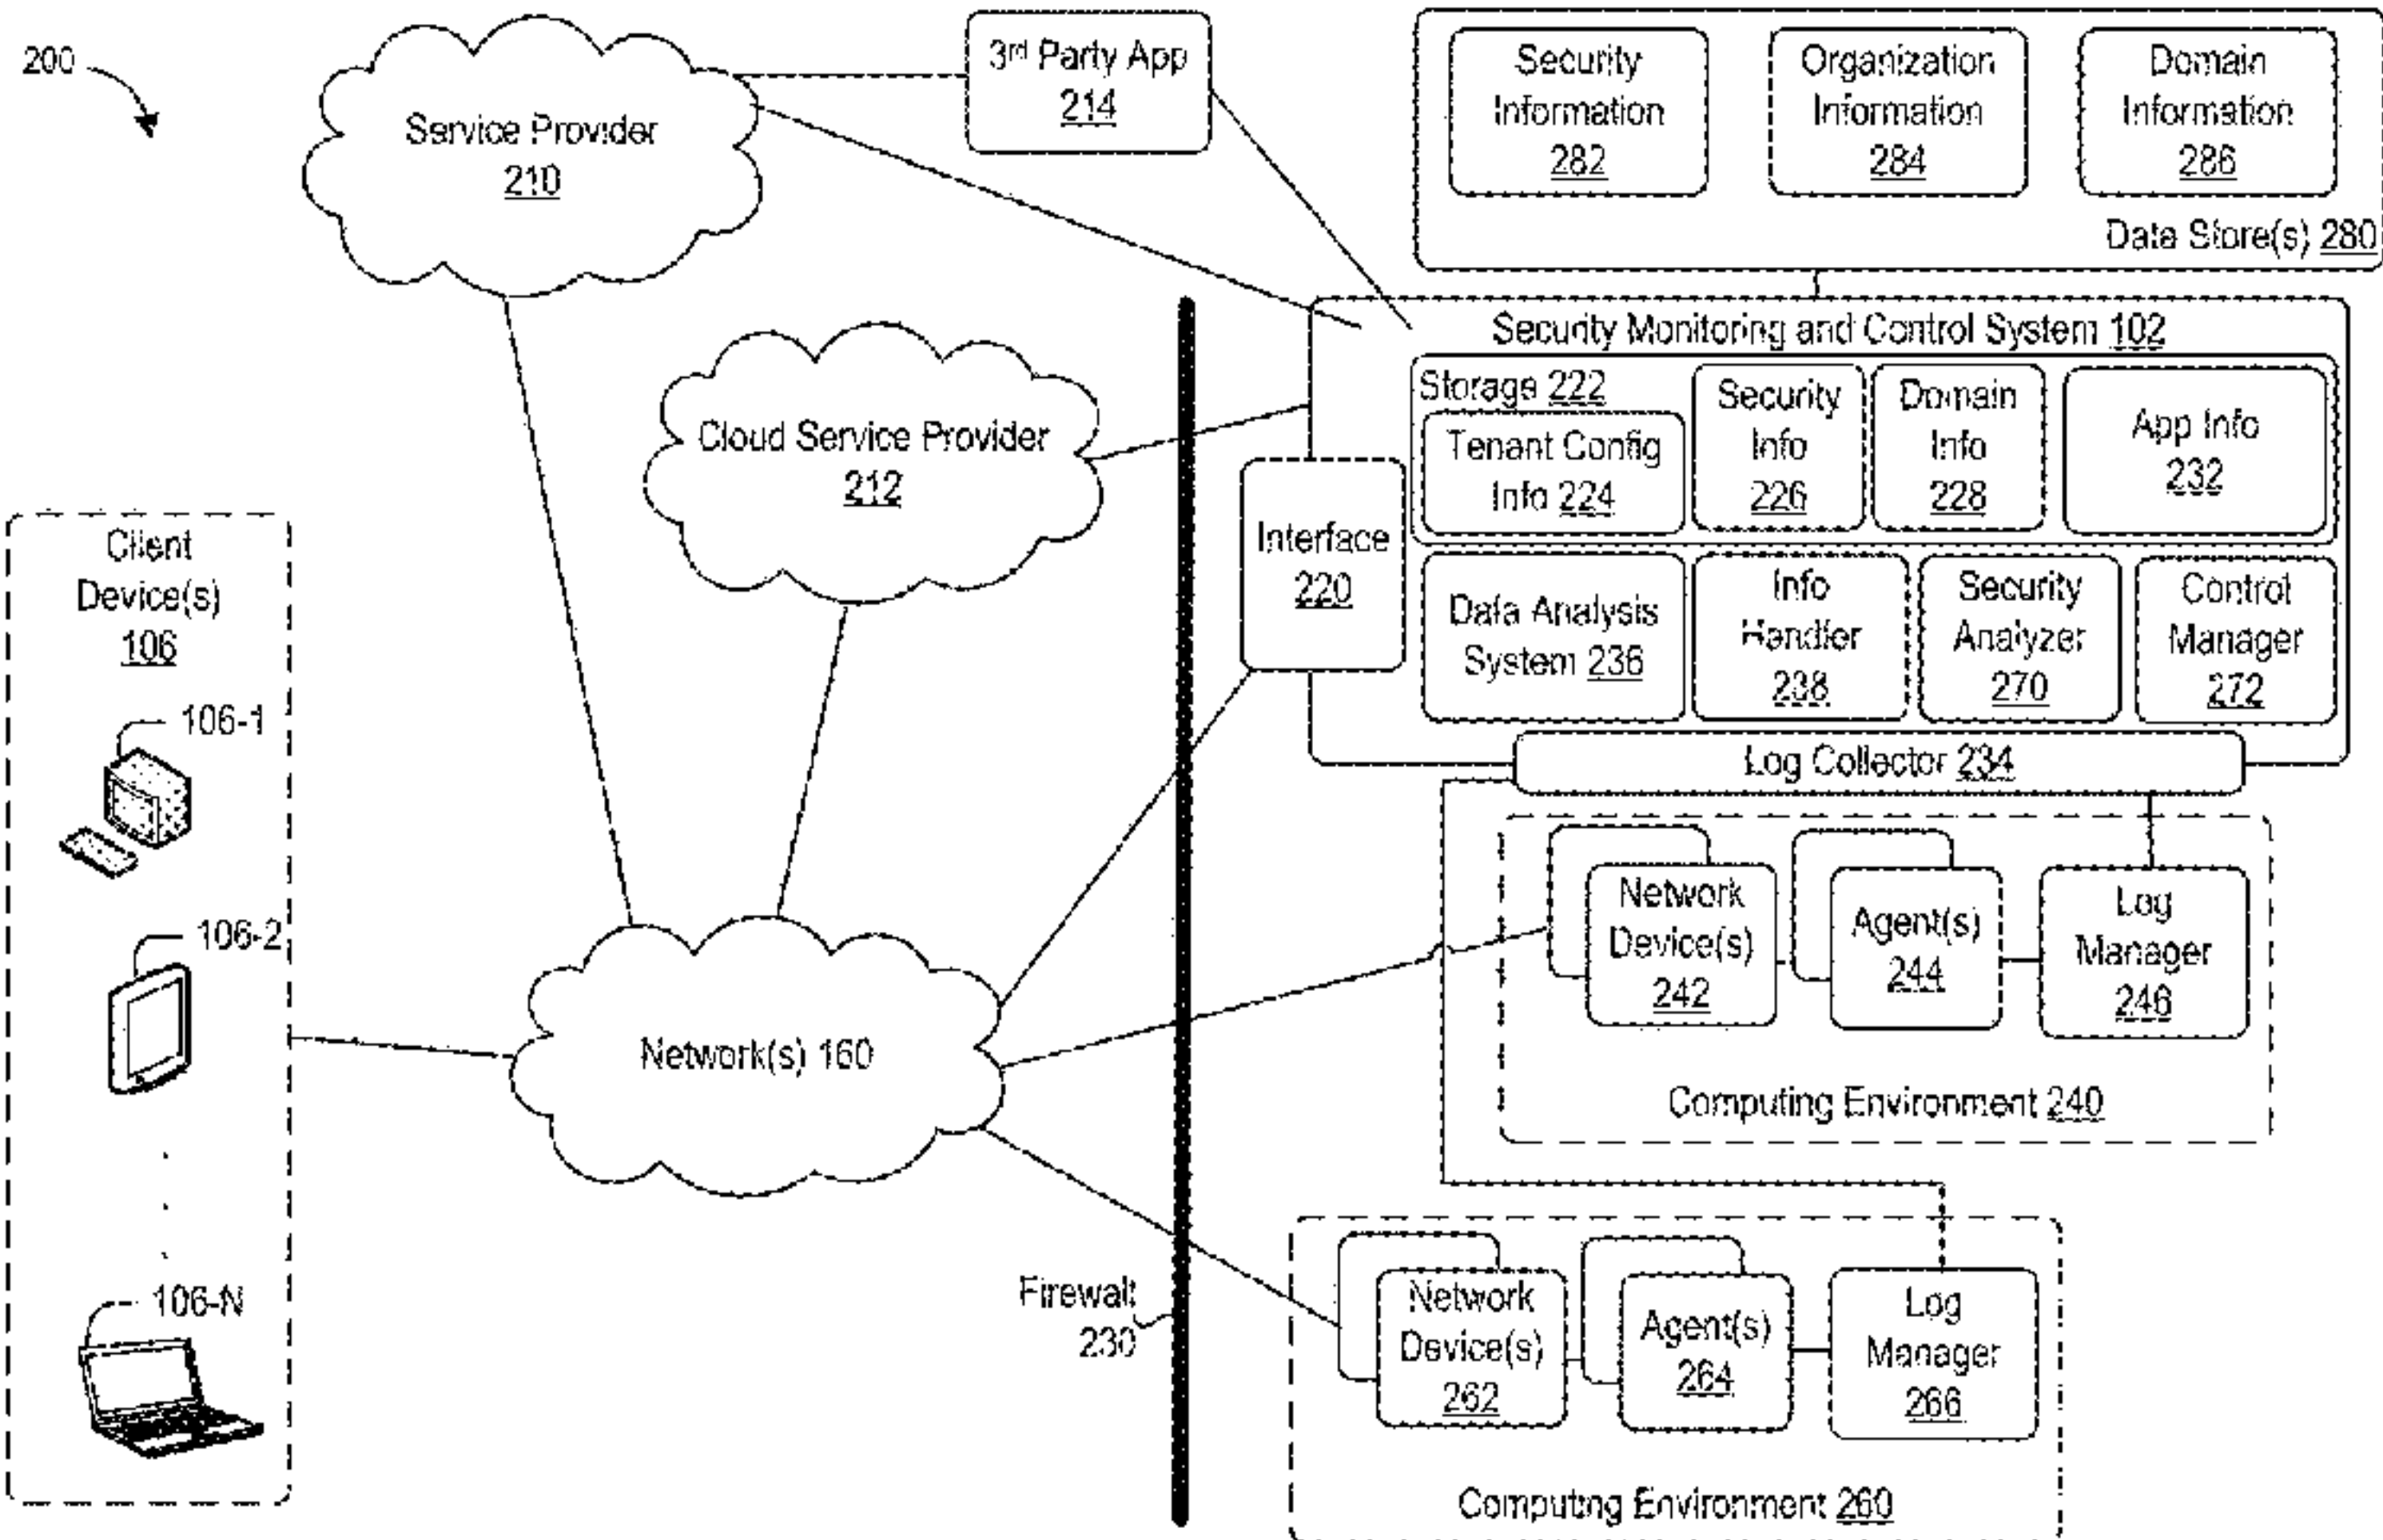 200
Service Provider
210
3rd Party App
214
Security
Information
282
Organization
Information
284
Domain
Information
286
Data Store(s) 280
Cloud Service Provider
212
Security Monitoring and Control System 102
Storage 222
Tenant Config
Info 224
Security
Info
226
Domain
Info
228
App Info
232
Interface
220
Data Analysis
System 236
Info
Handler
238
Security
Analyzer
270
Control
Manager
272
Log Collector 234
Client
Device(s)
106
106-1
106-2
106-N
Network(s) 160
Network
Device(s)
242
Agent(s)
244
Log
Manager
246
Computing Environment 240
Firewall
230
Network
Device(s)
262
Agent(s)
264
Log
Manager
266
Computing Environment 260